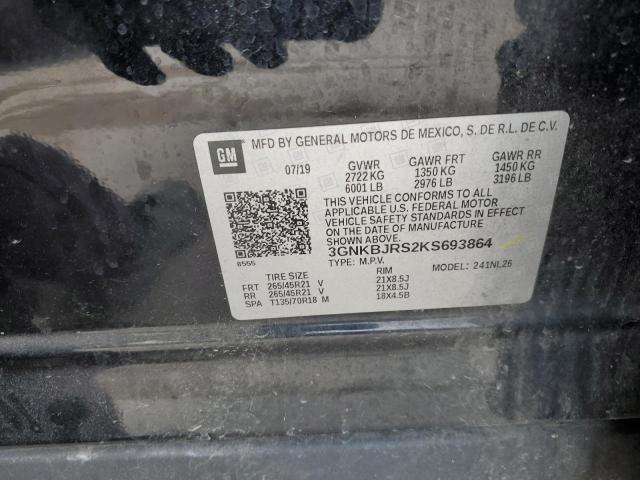 GM MFD BY GENERAL MOTORS DE MEXICO, S. DE R.L. DE C.V.
07/19 GVWR GAWR FRT GAWR RR
2722 KG 1350 KG 1450 KG
6001 LB 2976 LB 3196 LB
THIS VEHICLE CONFORMS TO ALL
APPLICABLE U.S. FEDERAL MOTOR
VEHICLE SAFETY STANDARDS IN EFFECT
ON THE DATE OF MANUFACTURE SHOWN ABOVE.
3GNKBJRS2KS693864
8555 TYPE: M.P.V. MODEL: 241NL26
TIRE SIZE RIM
FRT 265/45R21 V 21X8.5J
RR 265/45R21 V 21X8.5J
SPA T135/70R18 M 18X4.5B